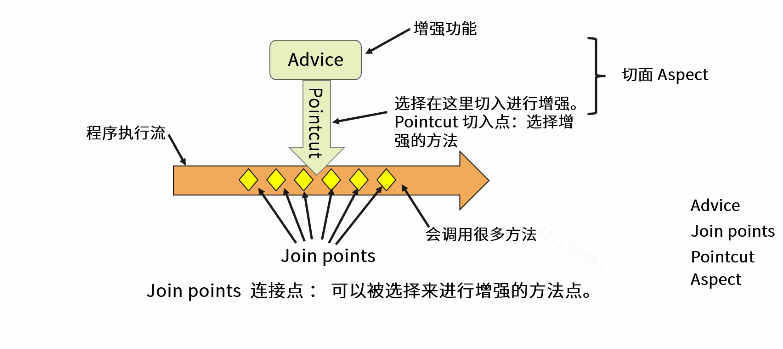 增强功能
Advice
切面 Aspect
Pointcut
选择在这里切入进行增强。
Pointcut 切入点：选择增
强的方法
程序执行流
会调用很多方法
Join points
Join points 连接点： 可以被选择来进行增强的方法点。
Advice
Join points
Pointcut
Aspect